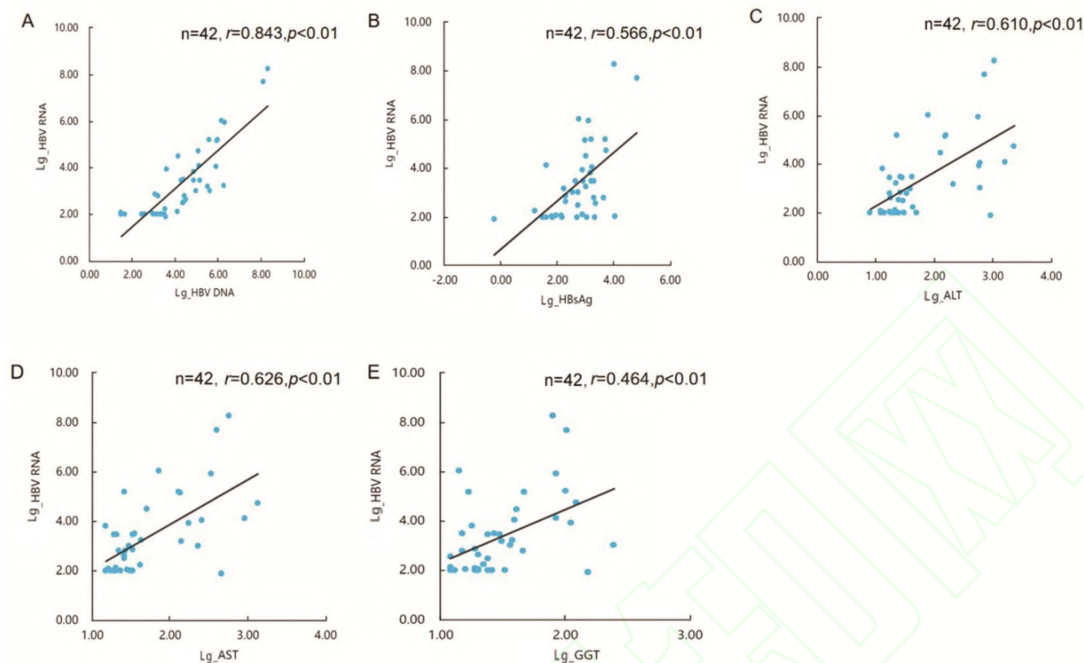 A
n=42, r=0.843,p<0.01
10.00
8.00
6.00
4.00
2.00
0.00
Lg_HBV RNA
0.00 2.00 4.00 6.00 8.00 10.00
Lg_HBV DNA
B
n=42, r=0.566,p<0.01
10.00
8.00
6.00
4.00
2.00
0.00
Lg_HBV RNA
-2.00 0.00 2.00 4.00 6.00
Lg_HBsAg
C
n=42, r=0.610,p<0.01
10.00
8.00
6.00
4.00
2.00
0.00
Lg_HBV RNA
0.00 1.00 2.00 3.00 4.00
Lg_ALT
D
n=42, r=0.626,p<0.01
10.00
8.00
6.00
4.00
2.00
0.00
Lg_HBV RNA
1.00 2.00 3.00 4.00
Lg_AST
E
n=42, r=0.464,p<0.01
10.00
8.00
6.00
4.00
2.00
0.00
Lg_HBV RNA
1.00 2.00 3.00
Lg_GGT